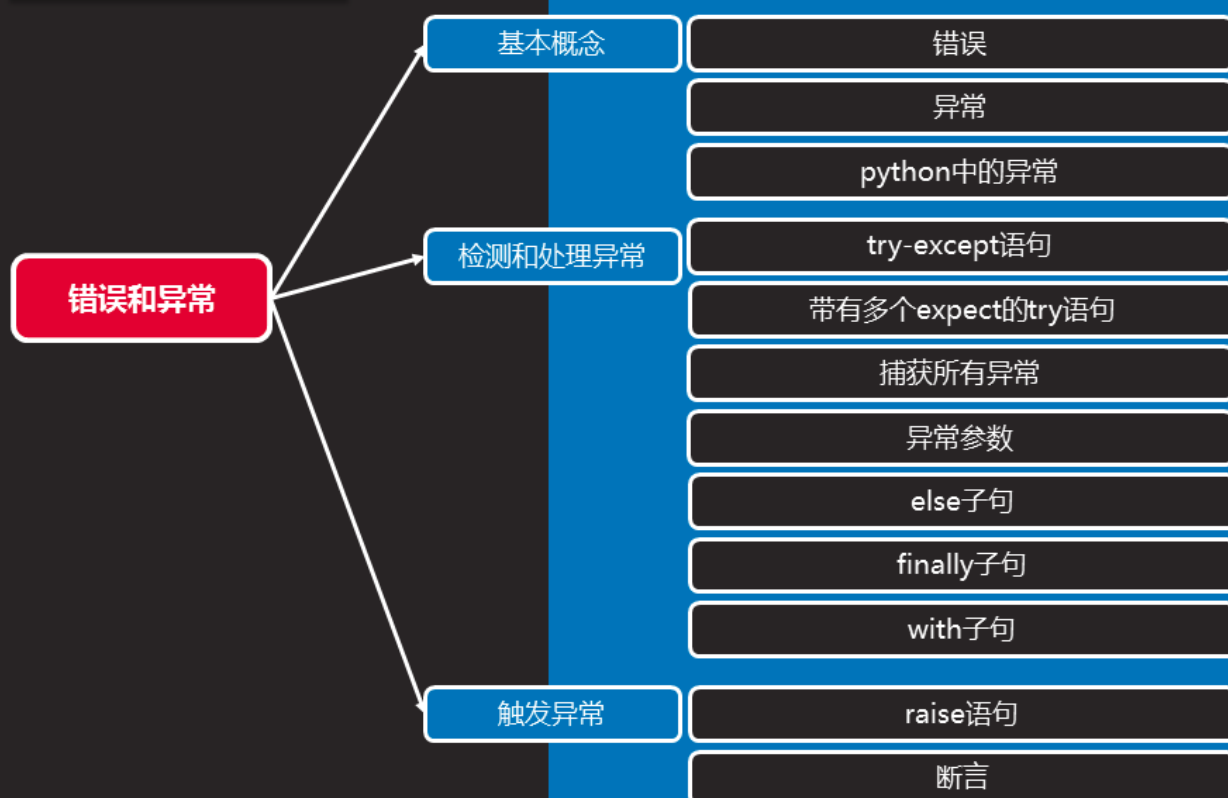 错误和异常
基本概念
错误
异常
python中的异常
检测和处理异常
try-except语句
带有多个expect的try语句
捕获所有异常
异常参数
else子句
finally子句
with子句
触发异常
raise语句
断言